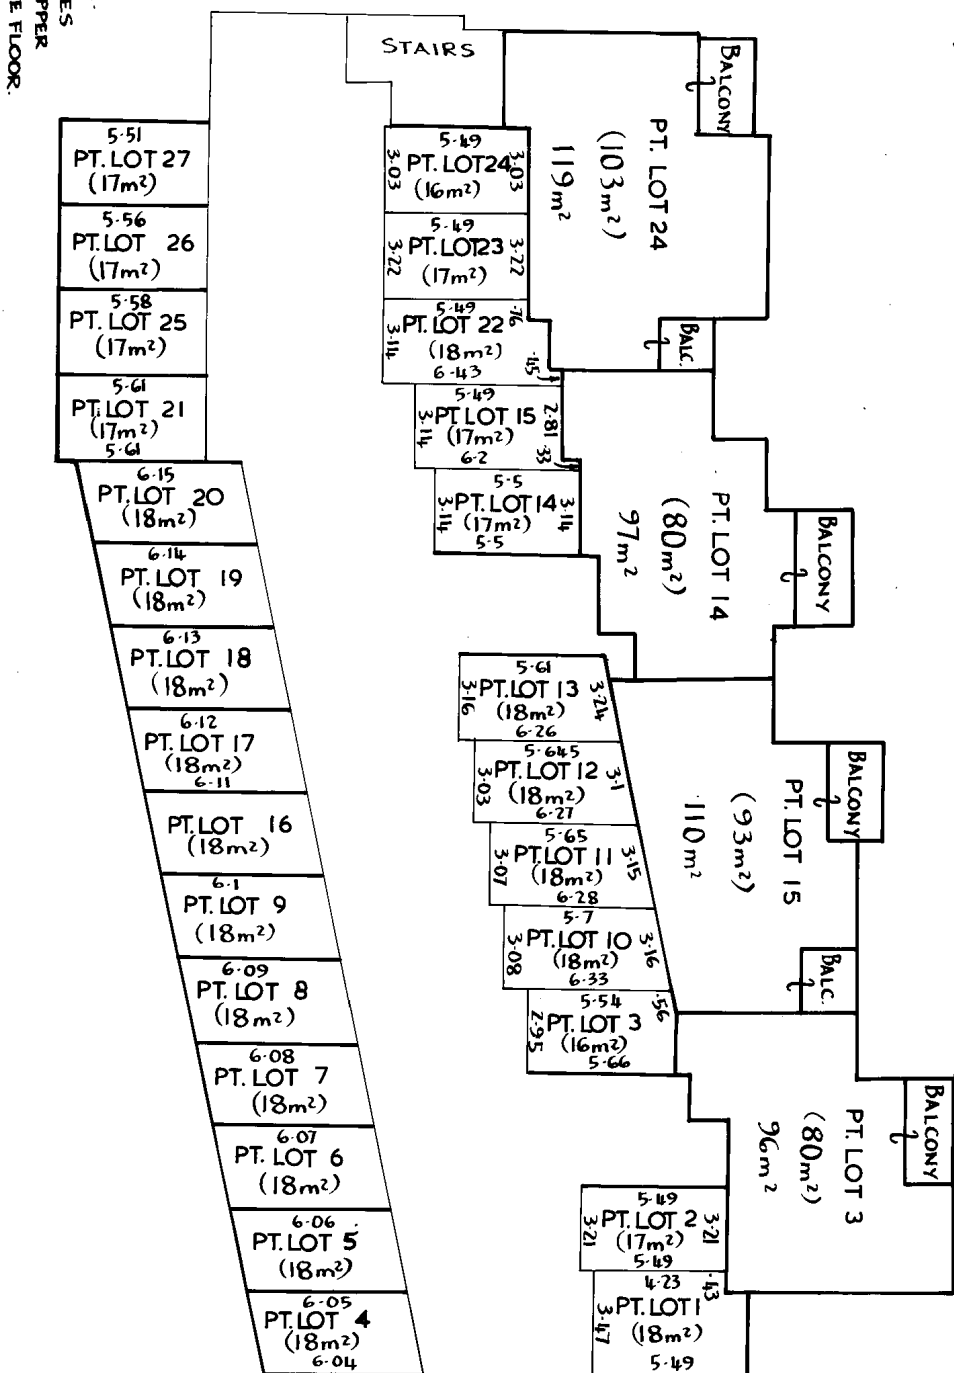 ES
PPER
E FLOOR.
STAIRS
BALCONY
PT. LOT 24
(103m²)
119m²
BALC.
5·51
PT. LOT 27
(17m²)
5·56
PT. LOT 26
(17m²)
5·58
PT. LOT 25
(17m²)
5·61
PT. LOT 21
(17m²)
5·61
6·15
PT. LOT 20
(18m²)
6·14
PT. LOT 19
(18m²)
6·13
PT. LOT 18
(18m²)
6·12
PT. LOT 17
(18m²)
6·11
PT. LOT 16
(18m²)
6·1
PT. LOT 9
(18m²)
6·09
PT. LOT 8
(18m²)
6·08
PT. LOT 7
(18m²)
6·07
PT. LOT 6
(18m²)
6·06
PT. LOT 5
(18m²)
6·05
PT. LOT 4
(18m²)
6·04
5·49
3·03 PT. LOT 24 3·03
(16m²)
5·49
3·22 PT. LOT 23 3·22
(17m²)
5·49 ·76
3·14 PT. LOT 22
(18m²)
6·43 ·45
5·49
3·14 PT. LOT 15 2·81
(17m²)
6·2 ·33
5·5
3·14 PT. LOT 14 3·14
(17m²)
5·5
PT. LOT 14
(80m²)
97m²
BALCONY
5·61
3·16 PT. LOT 13 3·24
(18m²)
6·26
5·645
3·03 PT. LOT 12 3·1
(18m²)
6·27
5·65
3·07 PT. LOT 11 3·15
(18m²)
6·28
5·7
3·08 PT. LOT 10 3·16
(18m²)
6·33
5·54 ·56
2·95 PT. LOT 3
(16m²)
5·66
BALCONY
PT. LOT 15
(93m²)
110m²
BALC.
BALCONY
PT. LOT 3
(80m²)
96m²
5·49
3·21 PT. LOT 2 3·21
(17m²)
5·49
4·23 ·43
3·47 PT. LOT 1
(18m²)
5·49